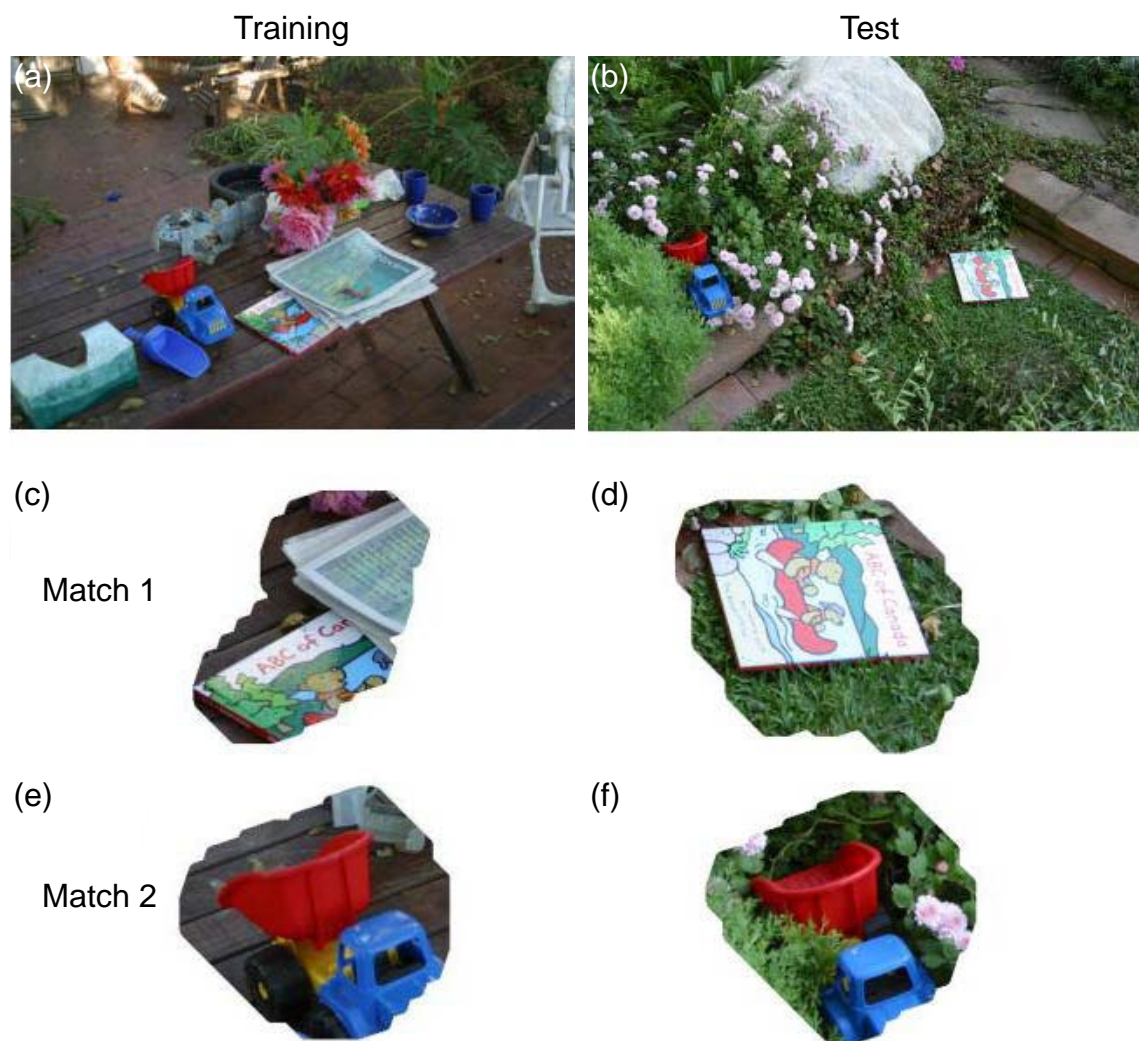 Training
Test
(a)
(b)
(c)
(d)
Match 1
ABC of Can
ABC of Canada
(e)
(f)
Match 2